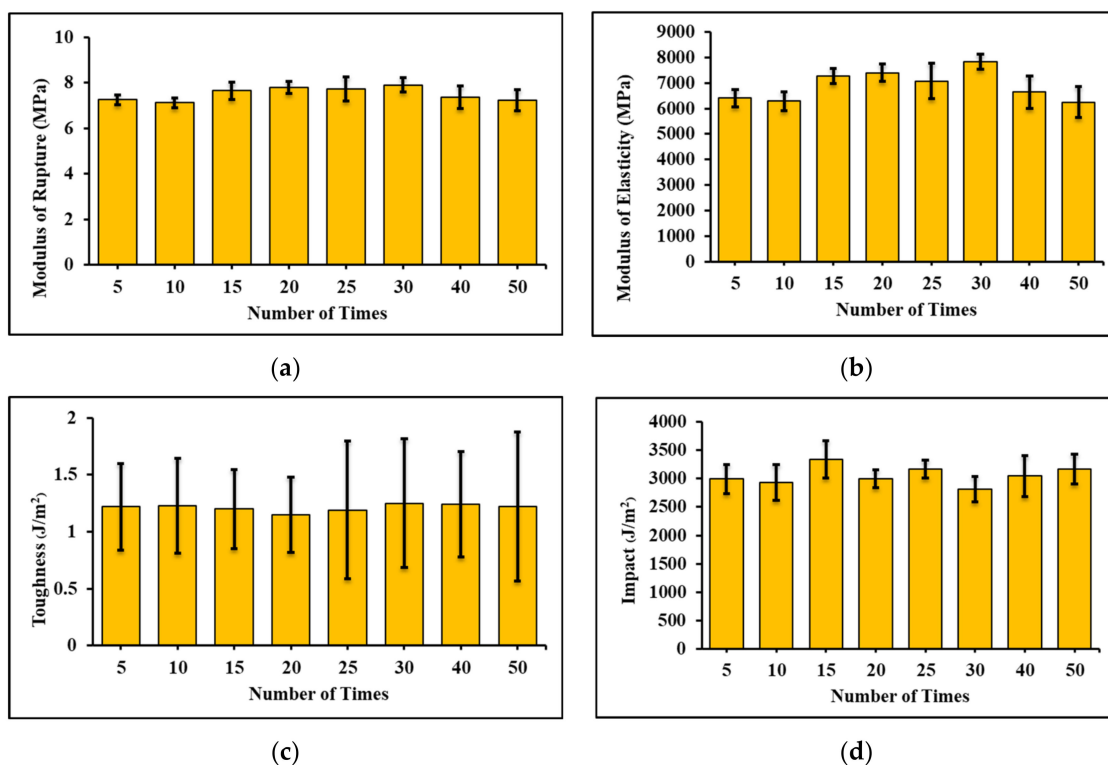 Modulus of Rupture (MPa)
10
8
6
4
2
0
5 10 15 20 25 30 40 50
Number of Times
(a)
Modulus of Elasticity (MPa)
9000
8000
7000
6000
5000
4000
3000
2000
1000
0
5 10 15 20 25 30 40 50
Number of Times
(b)
Toughness (J/m²)
2
1.5
1
0.5
0
5 10 15 20 25 30 40 50
Number of Times
(c)
Impact (J/m²)
4000
3500
3000
2500
2000
1500
1000
500
0
5 10 15 20 25 30 40 50
Number of Times
(d)